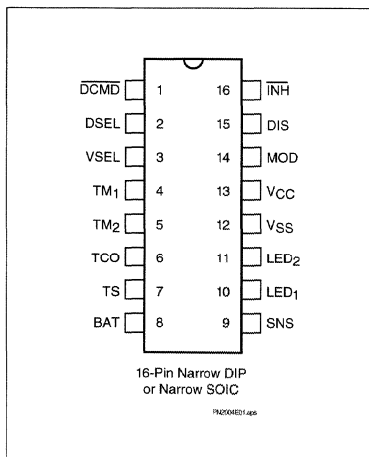 DCMD 1 16 INH
DSEL 2 15 DIS
VSEL 3 14 MOD
TM1 4 13 VCC
TM2 5 12 VSS
TCO 6 11 LED2
TS 7 10 LED1
BAT 8 9 SNS
16-Pin Narrow DIP
or Narrow SOIC
PN2004E01.eps